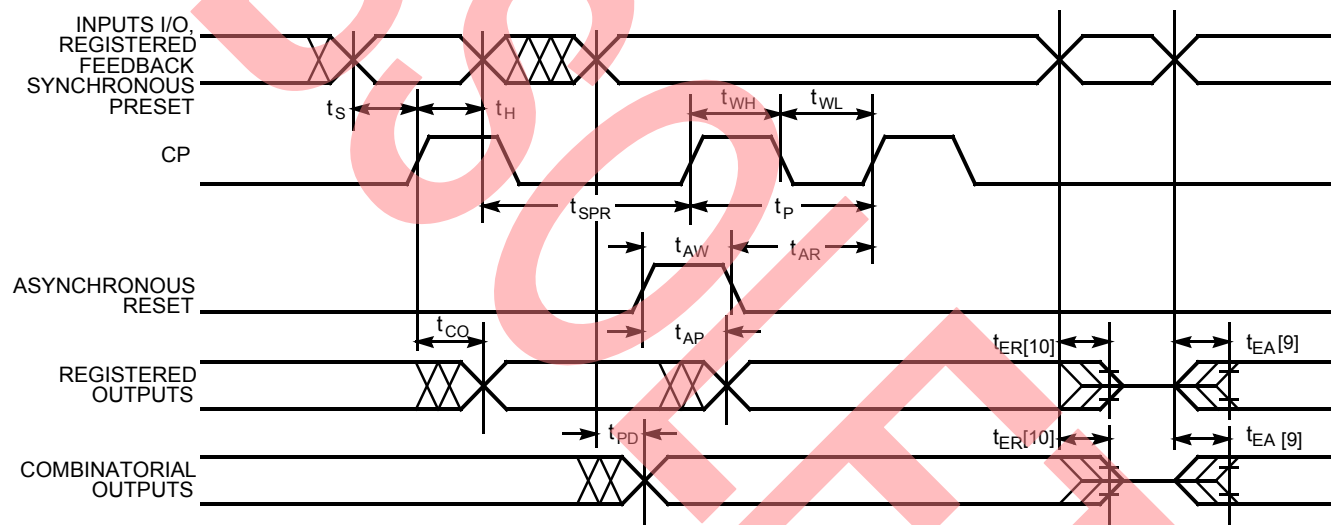 INPUTS I/O,
REGISTERED
FEEDBACK
SYNCHRONOUS
PRESET
tS
tH
tWH
tWL
CP
tSPR
tP
tAW
tAR
ASYNCHRONOUS
RESET
tCO
tAP
tER[10]
tEA[9]
REGISTERED
OUTPUTS
tPD
tER[10]
tEA [9]
COMBINATORIAL
OUTPUTS